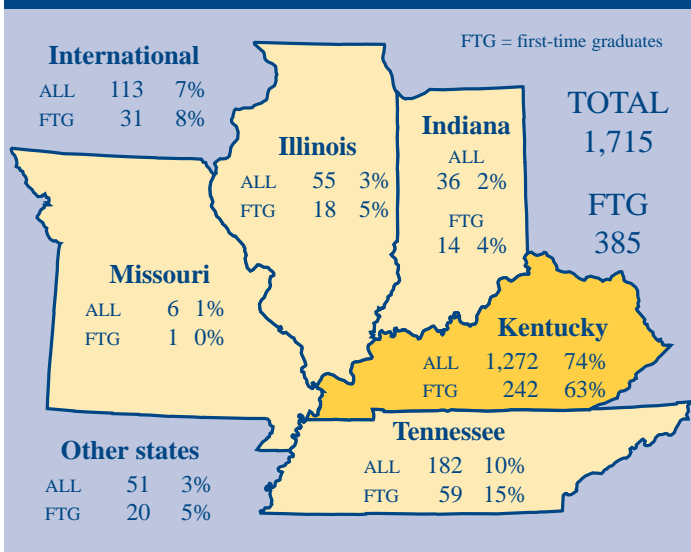 FTG = first-time graduates
International
ALL 113 7%
FTG 31 8%
TOTAL
1,715
FTG
385
Illinois
ALL 55 3%
FTG 18 5%
Indiana
ALL
36 2%
FTG
14 4%
Missouri
ALL 6 1%
FTG 1 0%
Kentucky
ALL 1,272 74%
FTG 242 63%
Tennessee
ALL 182 10%
FTG 59 15%
Other states
ALL 51 3%
FTG 20 5%